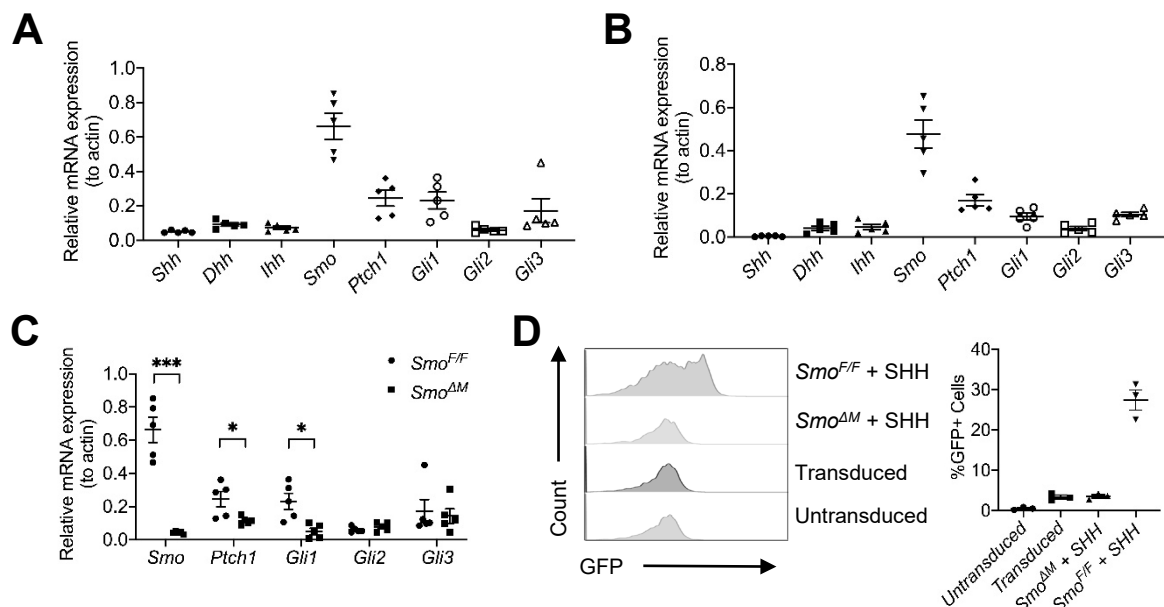 A
Relative mRNA expression
(to actin)
1.0
0.8
0.6
0.4
0.2
0.0
Shh
Dhh
Ihh
Smo
Ptch1
Gli1
Gli2
Gli3
B
Relative mRNA expression
(to actin)
0.8
0.6
0.4
0.2
0.0
Shh
Dhh
Ihh
Smo
Ptch1
Gli1
Gli2
Gli3
C
Relative mRNA expression
(to actin)
1.0
0.8
0.6
0.4
0.2
0.0
***
*
*
Smo^F/F
Smo^ΔM
Smo
Ptch1
Gli1
Gli2
Gli3
D
Count
GFP
Smo^F/F + SHH
Smo^ΔM + SHH
Transduced
Untransduced
%GFP+ Cells
40
30
20
10
0
Untransduced
Transduced
Smo^ΔM + SHH
Smo^F/F + SHH